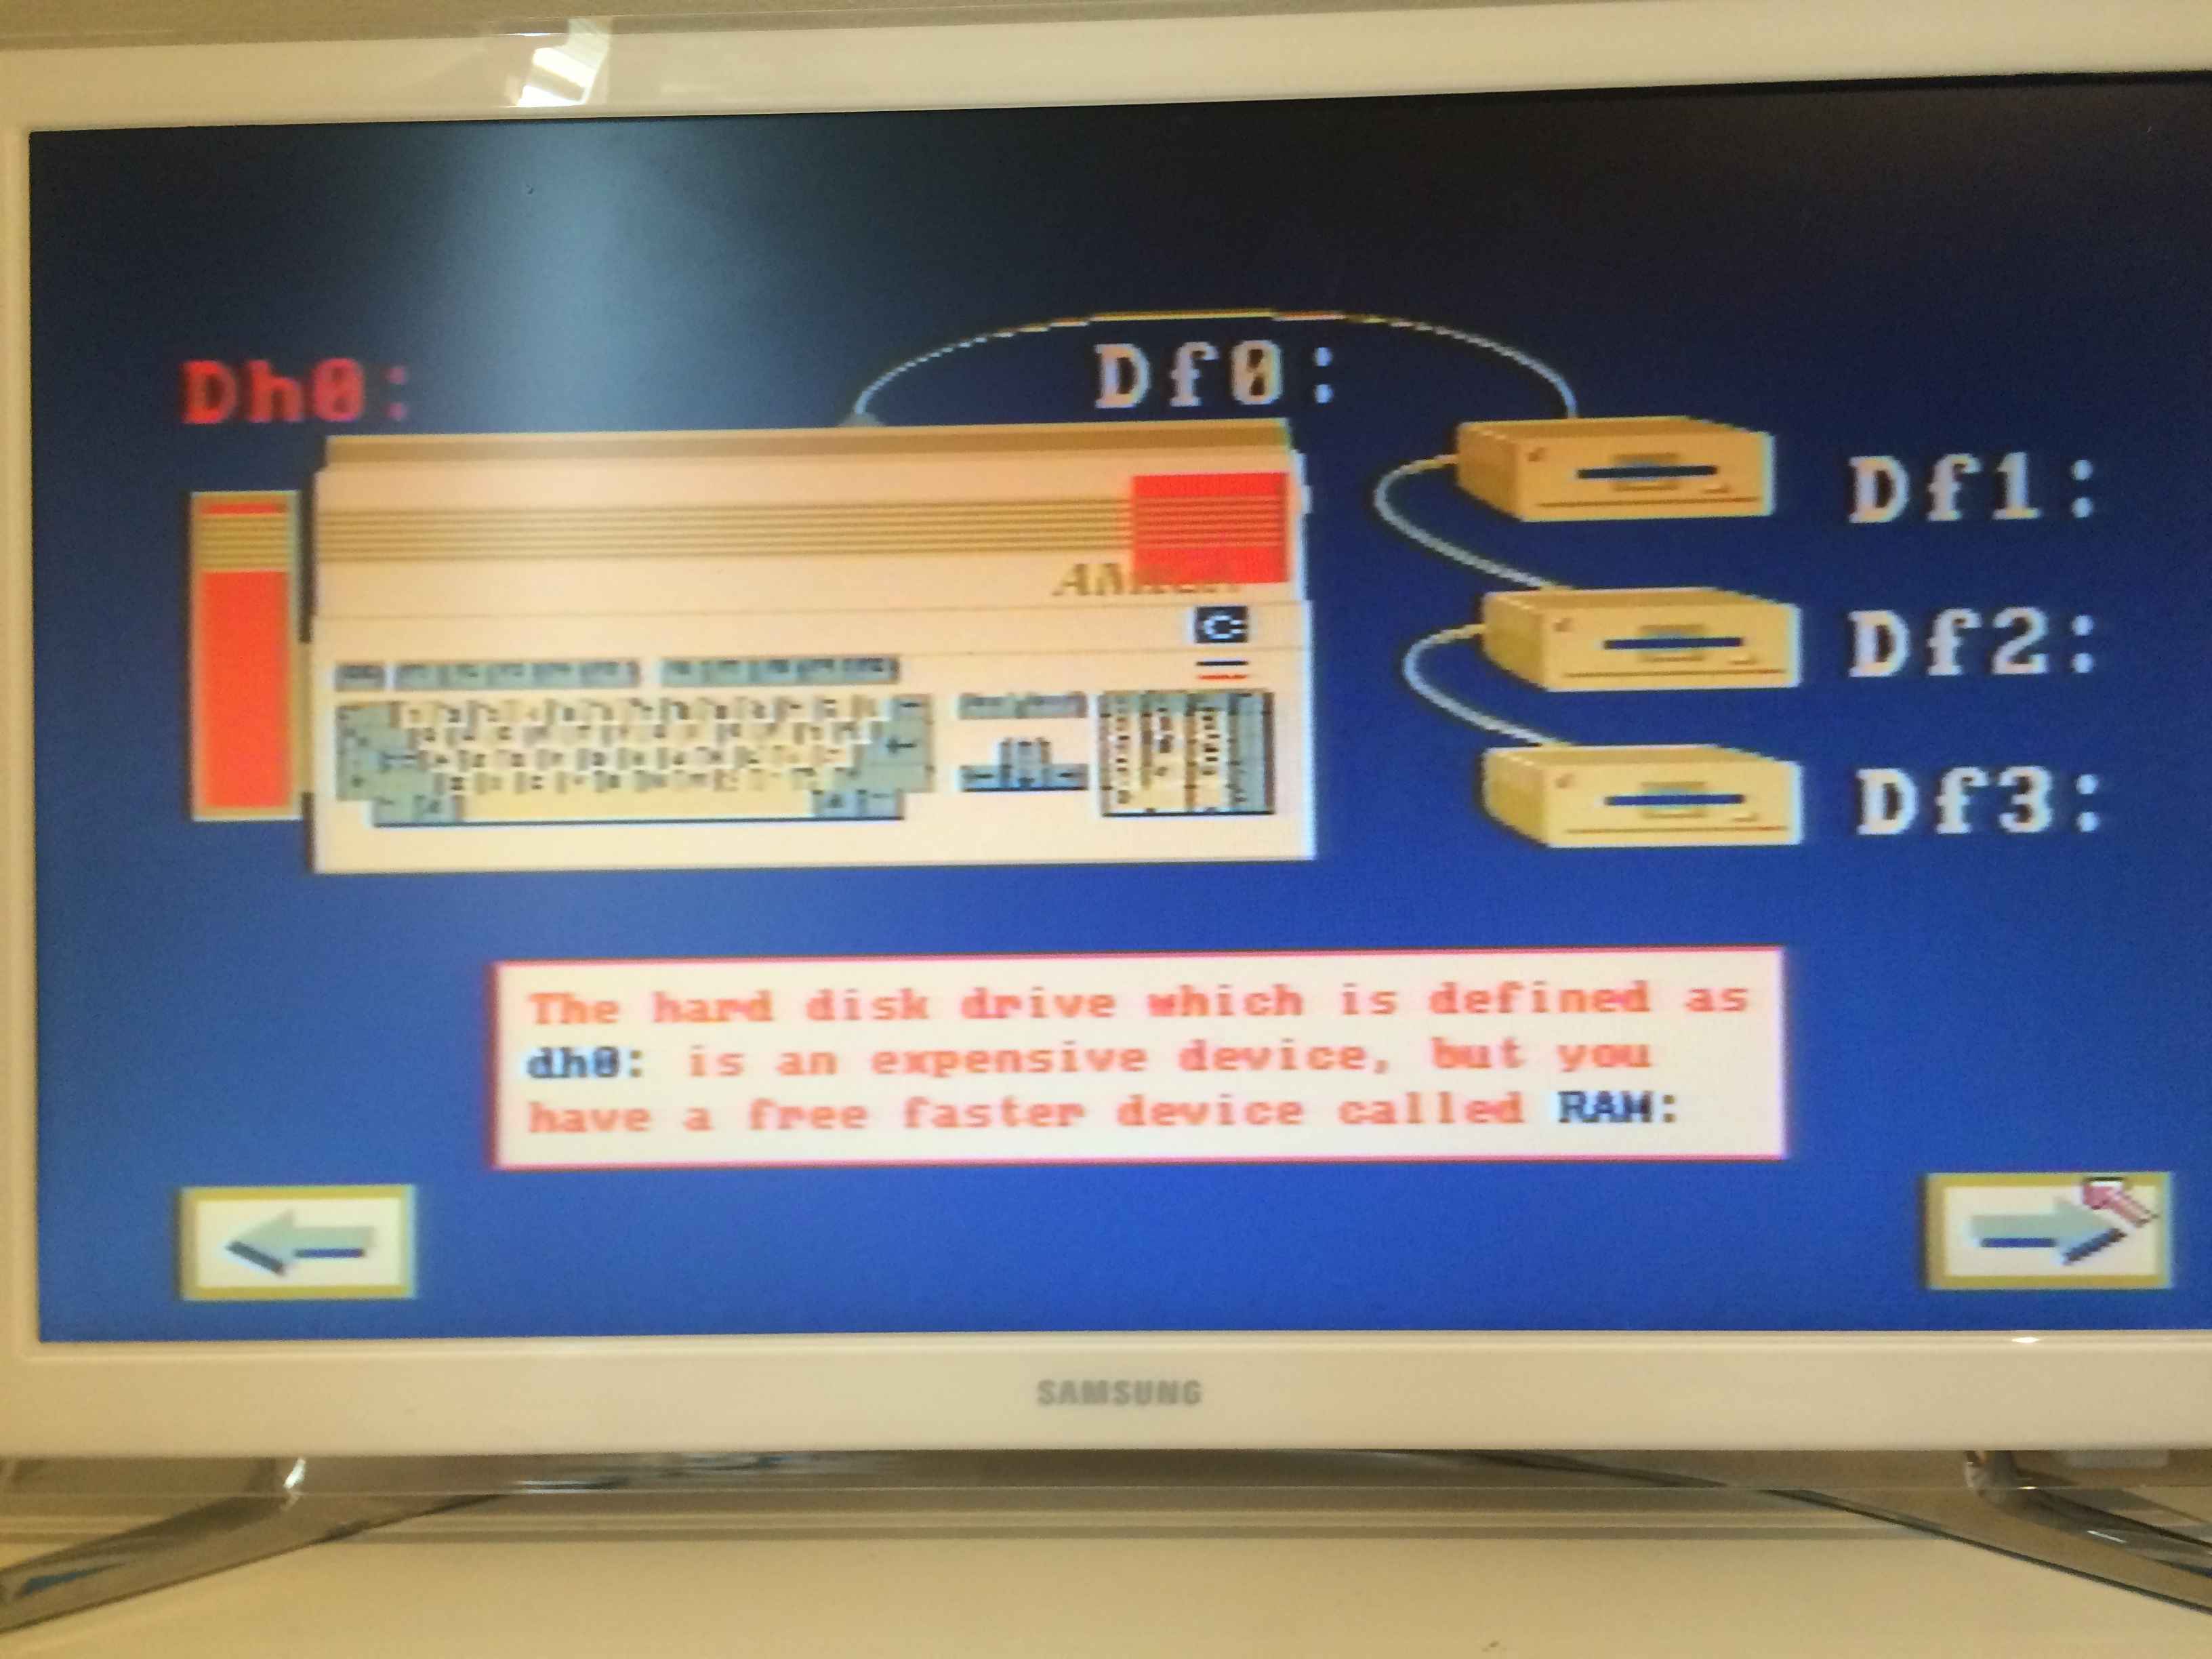 Dh0:
Df0:
Df1:
AMIGA
C=
Df2:
Df3:
The hard disk drive which is defined as
dh0: is an expensive device, but you
have a free faster device called RAM:
SAMSUNG